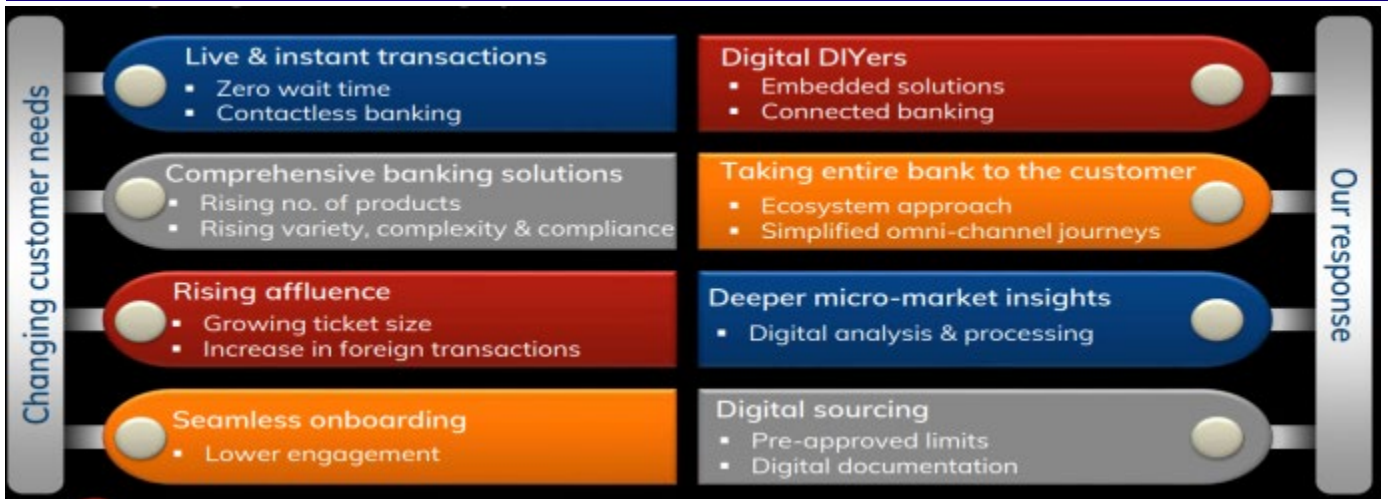 Changing customer needs
Live & instant transactions
▪ Zero wait time
▪ Contactless banking
Comprehensive banking solutions
▪ Rising no. of products
▪ Rising variety, complexity & compliance
Rising affluence
▪ Growing ticket size
▪ Increase in foreign transactions
Seamless onboarding
▪ Lower engagement
Digital DIYers
▪ Embedded solutions
▪ Connected banking
Taking entire bank to the customer
▪ Ecosystem approach
▪ Simplified omni-channel journeys
Deeper micro-market insights
▪ Digital analysis & processing
Digital sourcing
▪ Pre-approved limits
▪ Digital documentation
Our response